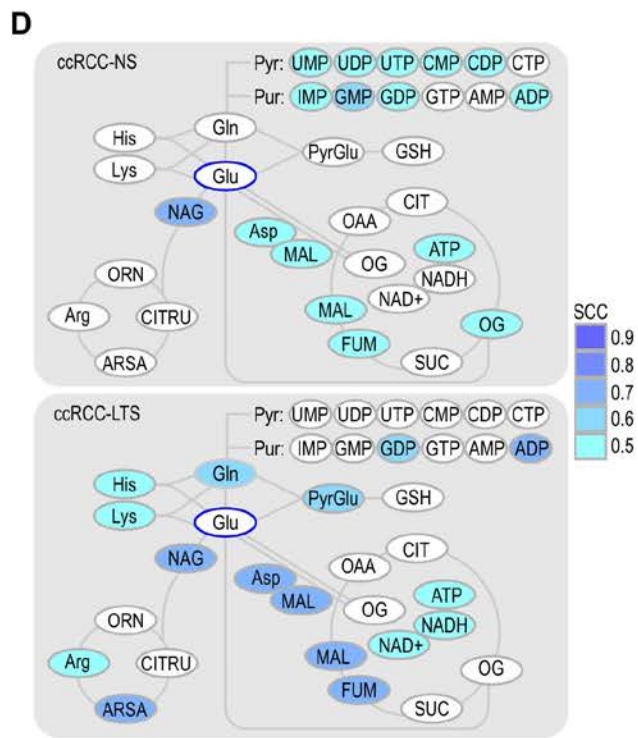 D
ccRCC-NS
Pyr: UMP UDP UTP CMP CDP CTP
Pur: IMP GMP GDP GTP AMP ADP
His Gln
Lys Glu PyrGlu GSH
NAG
Asp MAL
OAA CIT
OG ATP
NADH
NAD+
MAL OG
FUM SUC
ORN
Arg CITRU
ARSA
SCC
0.9
0.8
0.7
0.6
0.5
ccRCC-LTS
Pyr: UMP UDP UTP CMP CDP CTP
Pur: IMP GMP GDP GTP AMP ADP
His Gln
Lys Glu PyrGlu GSH
NAG
Asp MAL
OAA CIT
OG ATP
NADH
NAD+
MAL OG
FUM SUC
ORN
Arg CITRU
ARSA